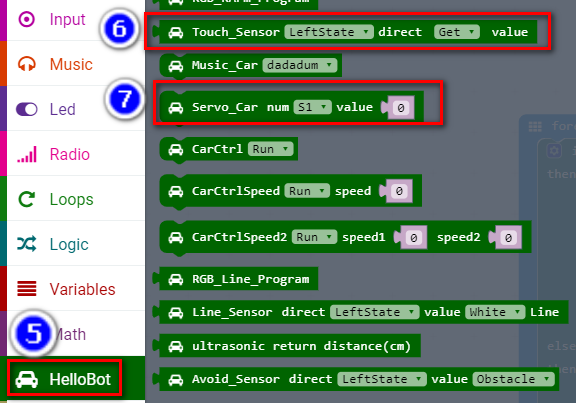 Input
Music
Led
Radio
Loops
Logic
Variables
Math
HelloBot
5
6
7
RGB_RAMm_Program
Touch_Sensor LeftState direct Get value
Music_Car dadadum
Servo_Car num S1 value 0
CarCtrl Run
CarCtrlSpeed Run speed 0
CarCtrlSpeed2 Run speed1 0 speed2 0
RGB_Line_Program
Line_Sensor direct LeftState value White Line
ultrasonic return distance(cm)
Avoid_Sensor direct LeftState value Obstacle
then